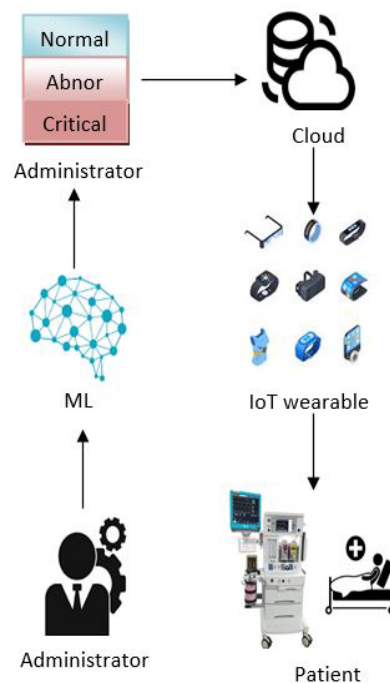 Normal
Abnor
Critical
Administrator
Cloud
ML
IoT wearable
Administrator
Patient